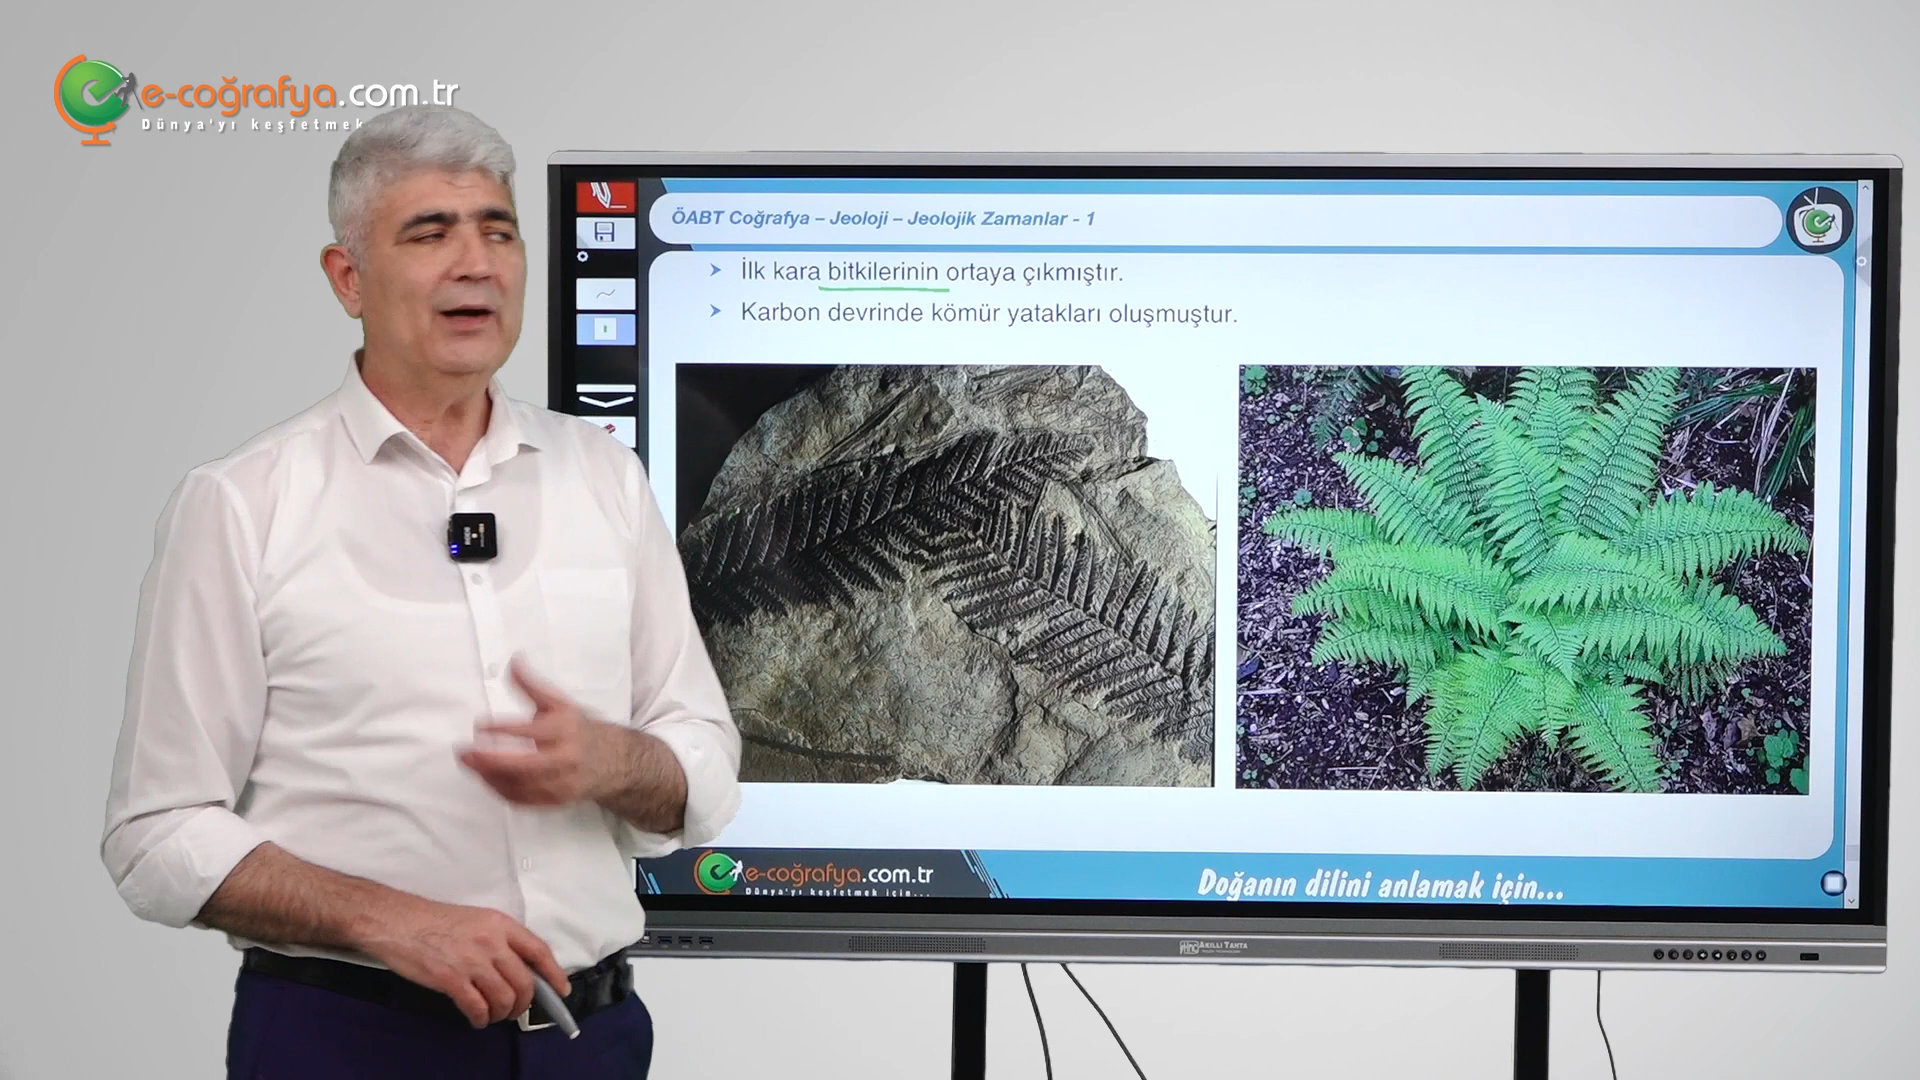 e-coğrafya.com.tr
Dünya'yı keşfetmek
ÖABT Coğrafya – Jeoloji – Jeolojik Zamanlar - 1
➤ İlk kara bitkilerinin ortaya çıkmıştır.
➤ Karbon devrinde kömür yatakları oluşmuştur.
e-coğrafya.com.tr
Dünya'yı keşfetmek için...
Doğanın dilini anlamak için...
AKILLI TAHTA